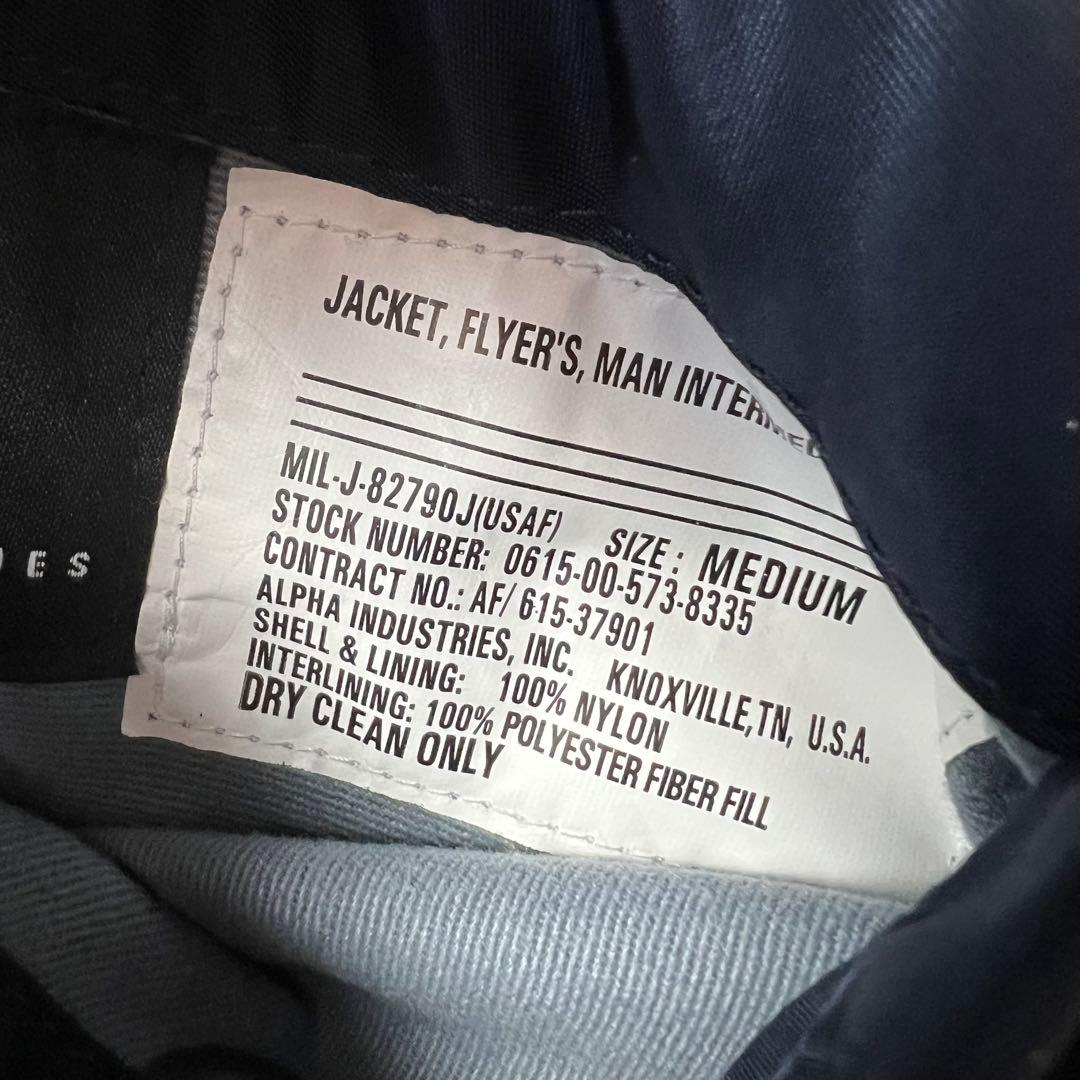 JACKET, FLYER'S, MAN INTERMED
MIL-J-82790J(USAF) SIZE: MEDIUM
STOCK NUMBER: 0615-00-573-8335
CONTRACT NO.: AF/615-37901
ALPHA INDUSTRIES, INC. KNOXVILLE, TN, U.S.A.
SHELL & LINING: 100% NYLON
INTERLINING: 100% POLYESTER FIBER FILL
DRY CLEAN ONLY